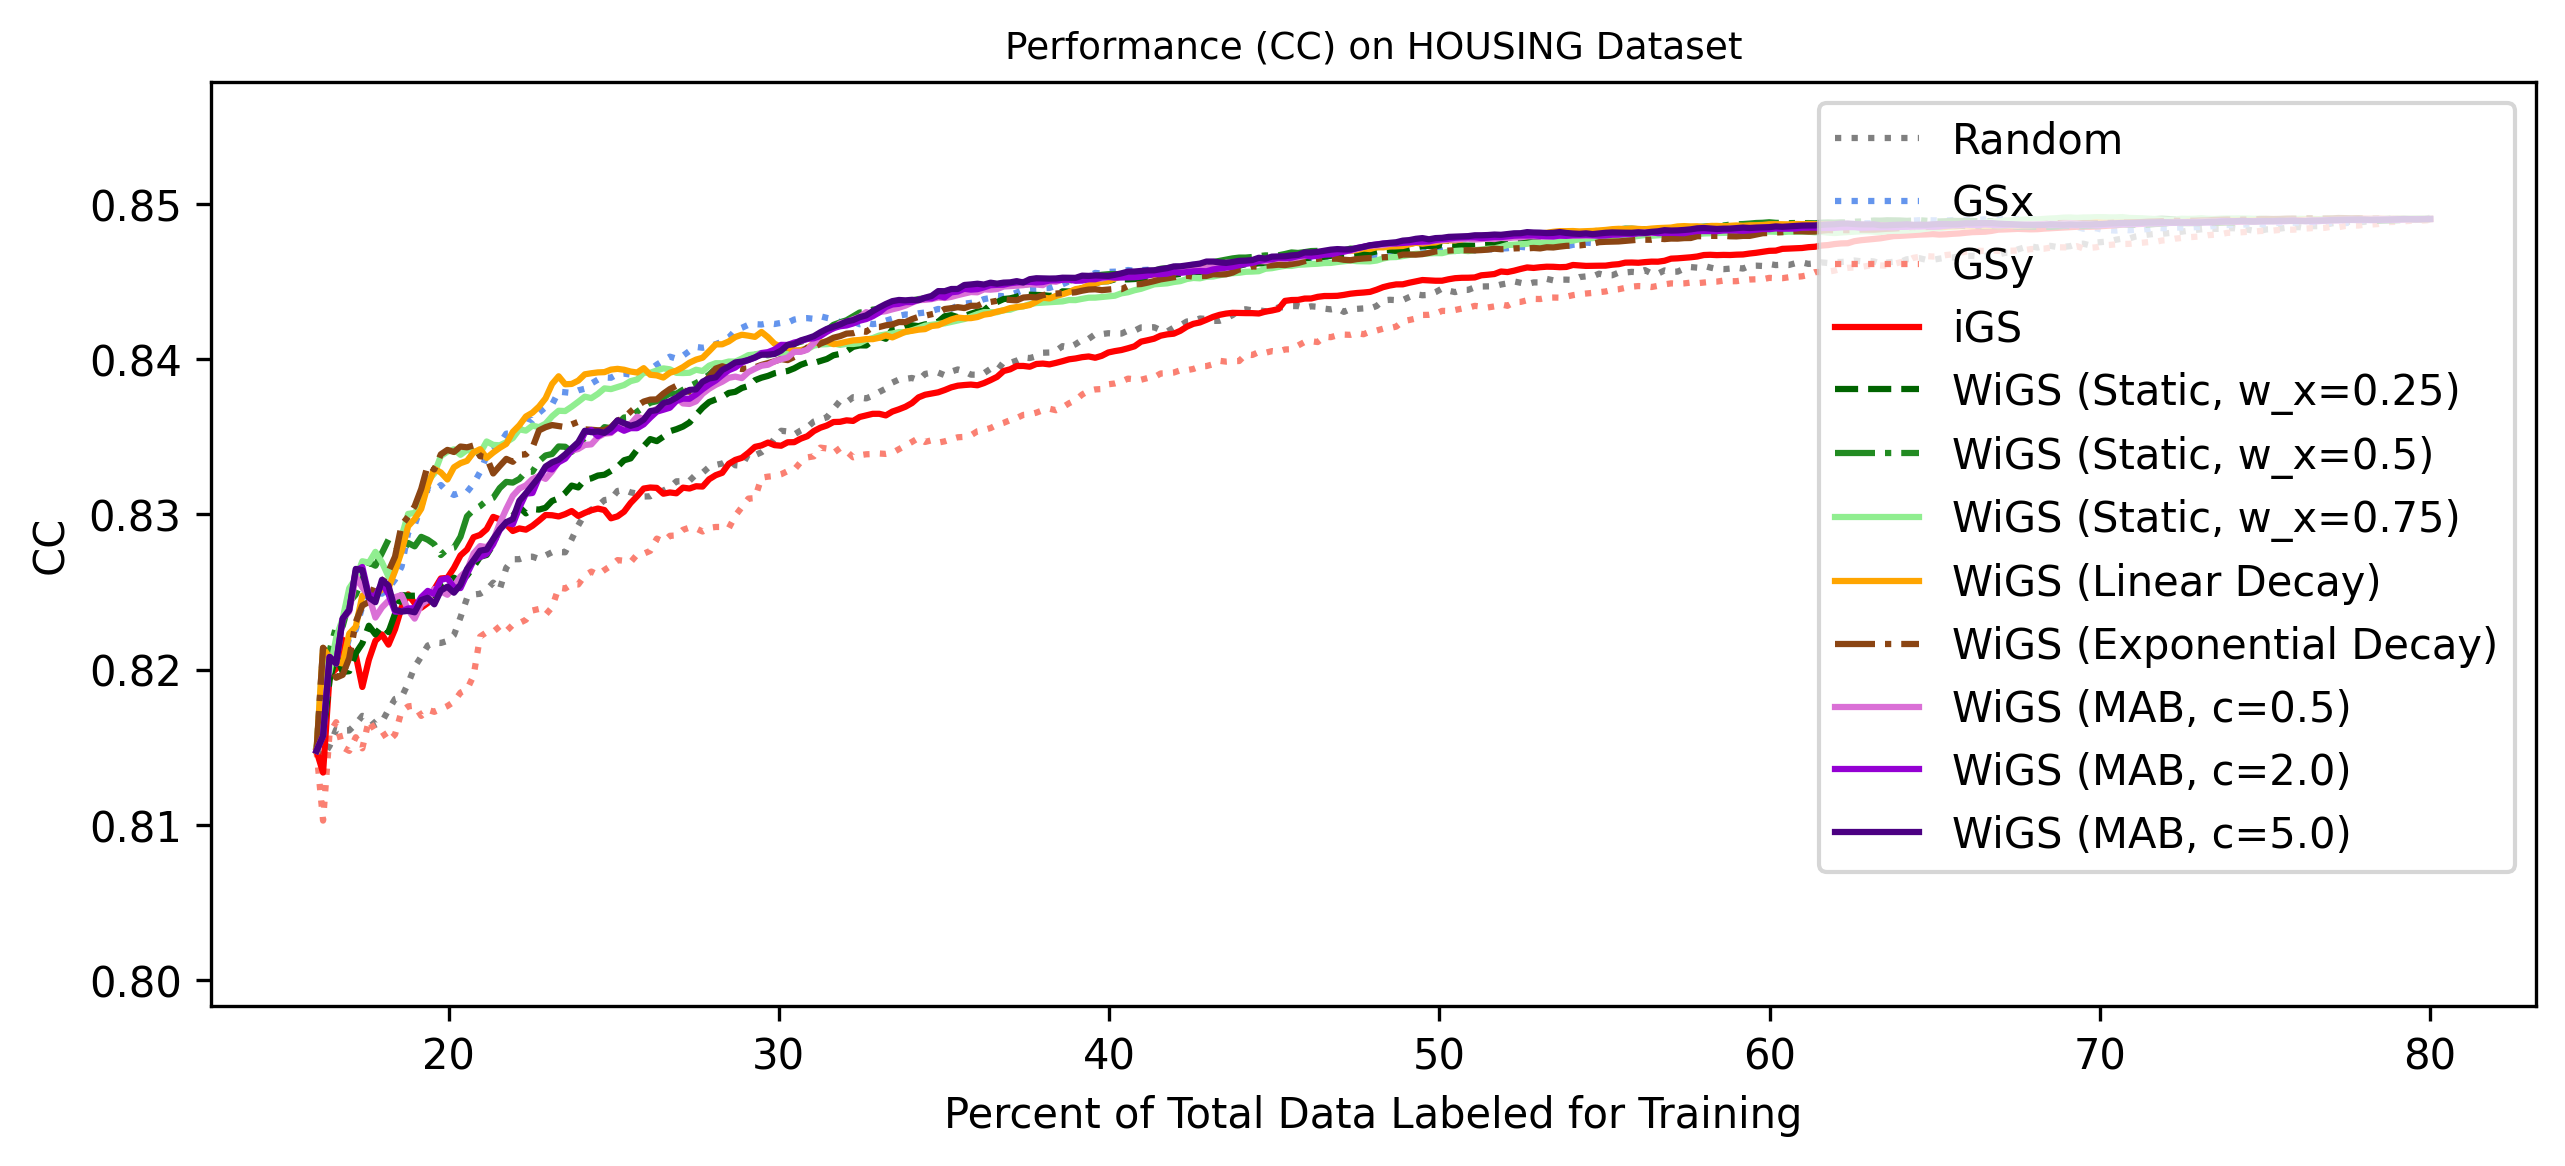 Performance (CC) on HOUSING Dataset
CC
0.85
0.84
0.83
0.82
0.81
0.80
20 30 40 50 60 70 80
Percent of Total Data Labeled for Training
Random
GSx
GSy
iGS
WiGS (Static, w_x=0.25)
WiGS (Static, w_x=0.5)
WiGS (Static, w_x=0.75)
WiGS (Linear Decay)
WiGS (Exponential Decay)
WiGS (MAB, c=0.5)
WiGS (MAB, c=2.0)
WiGS (MAB, c=5.0)